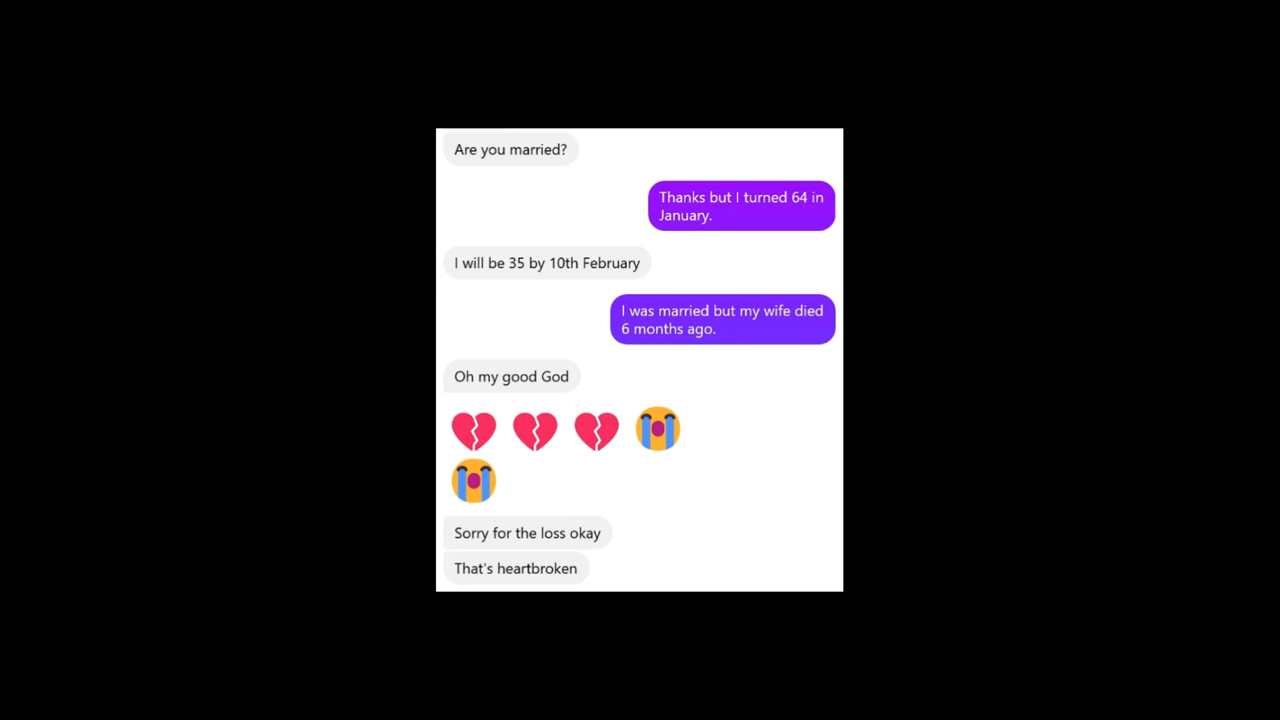 Are you married?
Thanks but I turned 64 in
January.
I will be 35 by 10th February
I was married but my wife died
6 months ago.
Oh my good God
💔 💔 💔 😭
😭
Sorry for the loss okay
That's heartbroken